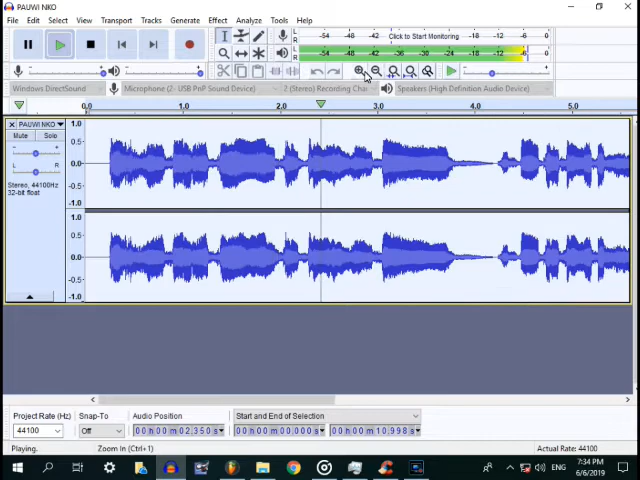 PAUWI NKO
File Edit Select View Transport Tracks Generate Effect Analyze Tools Help
L R -54 -48 -42 Click to Start Monitoring -18 -12 -6 0
L R -54 -48 -42 -36 -30 -24 -18 -12 -6 0
Windows DirectSound Microphone (2- USB PnP Sound Device) 2 (Stereo) Recording Chan Speakers (High Definition Audio Device)
0.0 1.0 2.0 3.0 4.0 5.0
PAUWI NKO
Mute Solo
- +
L R
Stereo, 44100Hz
32-bit float
1.0
0.5
0.0
-0.5
-1.0
1.0
0.5
0.0
-0.5
-1.0
Project Rate (Hz) Snap-To Audio Position Start and End of Selection
44100 Off 00 h 00 m 02.350 s 00 h 00 m 00.000 s 00 h 00 m 10.998 s
Playing. Zoom In (Ctrl+1) Actual Rate: 44100
ENG 7:34 PM
6/6/2019